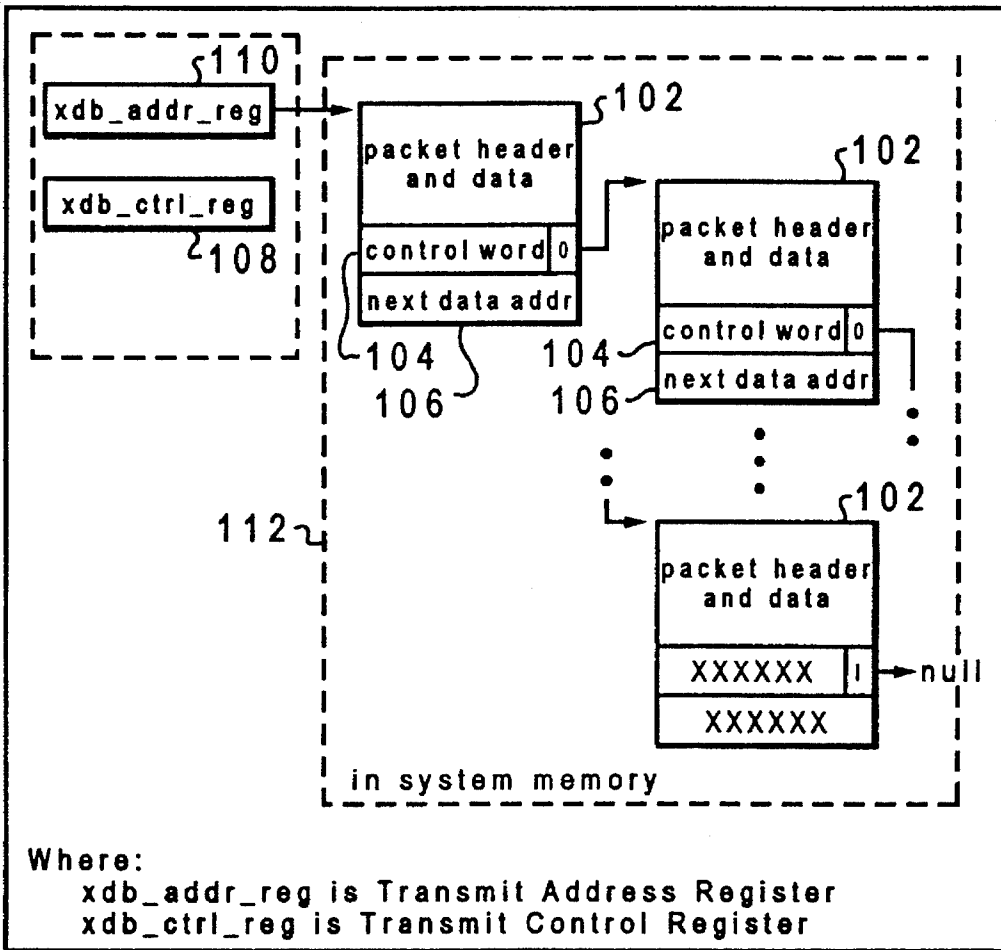 110
xdb_addr_reg
xdb_ctrl_reg
108
102
packet header
and data
control word 0
next data addr
104
106
102
packet header
and data
control word 0
next data addr
104
106
112
102
packet header
and data
XXXXXX 1
null
XXXXXX
in system memory
Where:
xdb_addr_reg is Transmit Address Register
xdb_ctrl_reg is Transmit Control Register